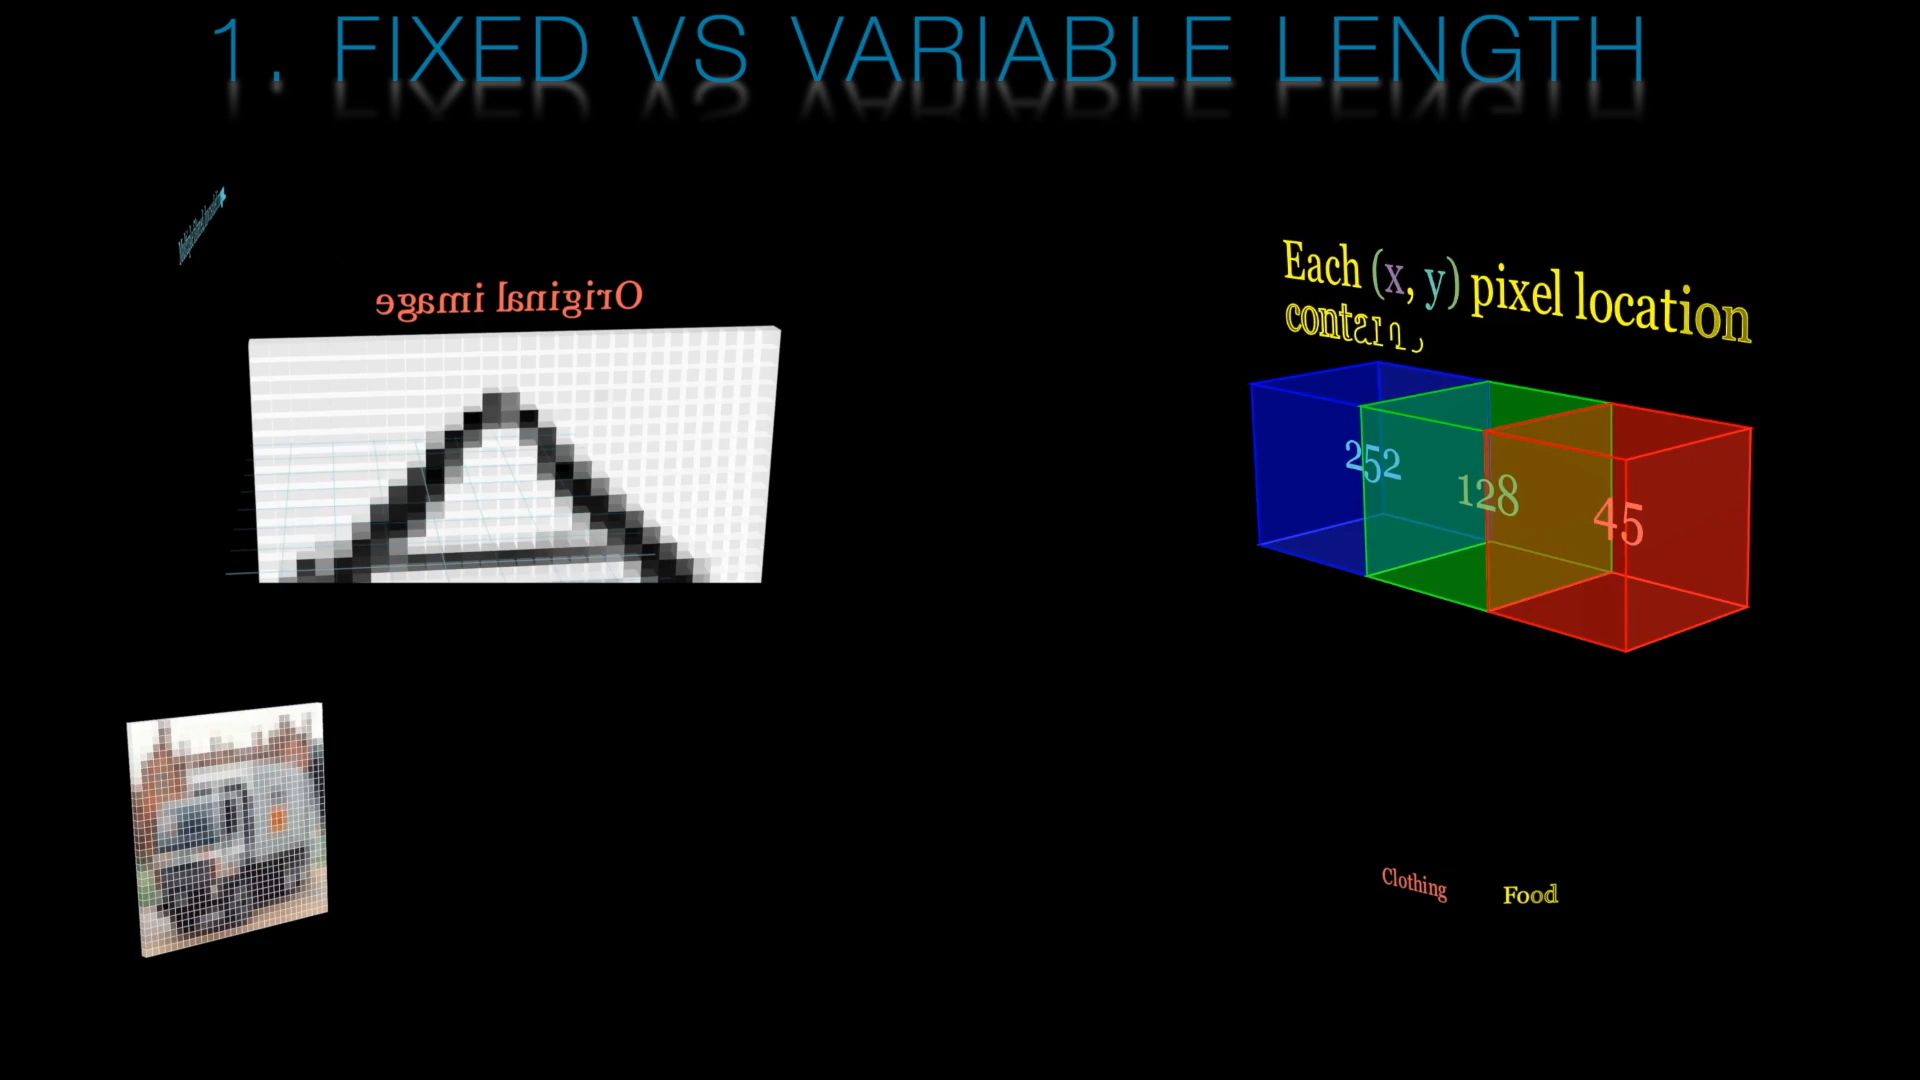 1. FIXED VS VARIABLE LENGTH
Original image
Each (x, y) pixel location
252
128
45
Clothing
Food